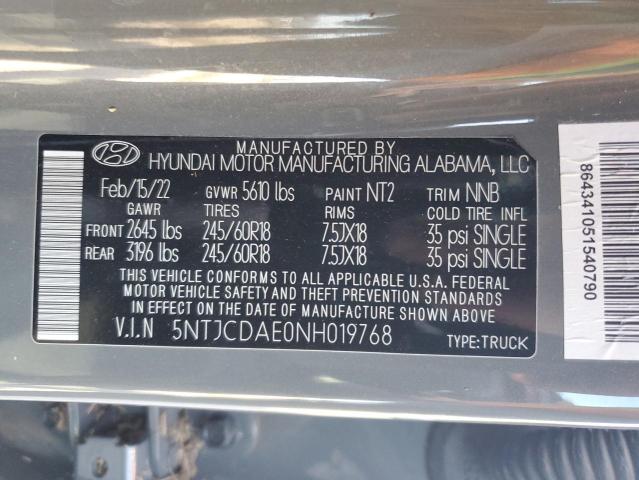 MANUFACTURED BY
HYUNDAI MOTOR MANUFACTURING ALABAMA, LLC
Feb/15/22 GVWR 5610 lbs PAINT NT2 TRIM NNB
GAWR TIRES RIMS COLD TIRE INFL
FRONT 2645 lbs 245/60R18 7.5JX18 35 psi SINGLE
REAR 3196 lbs 245/60R18 7.5JX18 35 psi SINGLE
THIS VEHICLE CONFORMS TO ALL APPLICABLE U.S.A. FEDERAL
MOTOR VEHICLE SAFETY AND THEFT PREVENTION STANDARDS
IN EFFECT ON THE DATE OF MANUFACTURE SHOWN ABOVE
V.I.N 5NTJCDAE0NH019768 TYPE:TRUCK
864341051540790